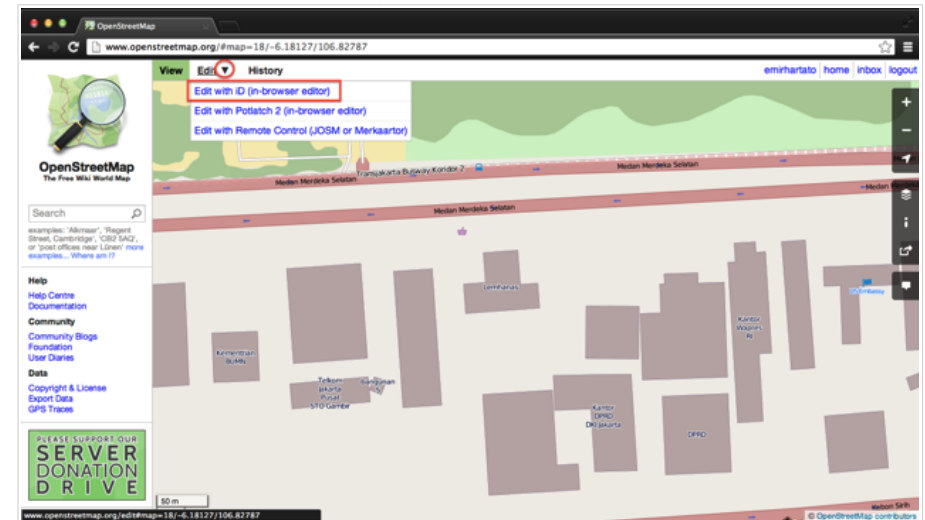 OpenStreetMap
www.openstreetmap.org/#map=18/-6.18127/106.82787
View Edit ▼ History
emirhartato home inbox logout
Edit with iD (in-browser editor)
Edit with Potlatch 2 (in-browser editor)
Edit with Remote Control (JOSM or Merkaartor)
OpenStreetMap
The Free Wiki World Map
Search
examples: 'Alkmaar', 'Regent
Street, Cambridge', 'CB2 5AQ',
or 'post offices near Lünen' more
examples... Where am I?
Help
Help Centre
Documentation
Community
Community Blogs
Foundation
User Diaries
Data
Copyright & License
Export Data
GPS Traces
PLEASE SUPPORT OUR
SERVER
DONATION
DRIVE
Transjakarta Busway Koridor 2
Medan Merdeka Selatan
Medan Merdeka Selatan
Medan
Medan Merdeka Selatan
Lemhanas
US Embassy
Kantor
Wapres
RI
Kementrian
BUMN
Telkom
Jakarta
Pusat
STO Gambir
Bangunan
Kantor
DPRD
DKI Jakarta
DPRD
50 m
Kebon Sirih
www.openstreetmap.org/edit#map=18/-6.18127/106.82787
© OpenStreetMap contributors